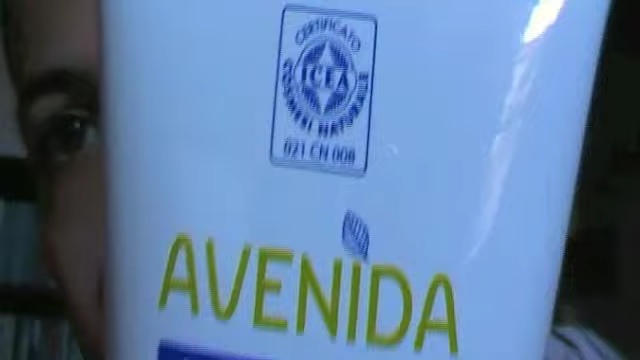 CERTIFICATO
ICEA
COSMESI NATURALE
021 CN 008
AVENIDA